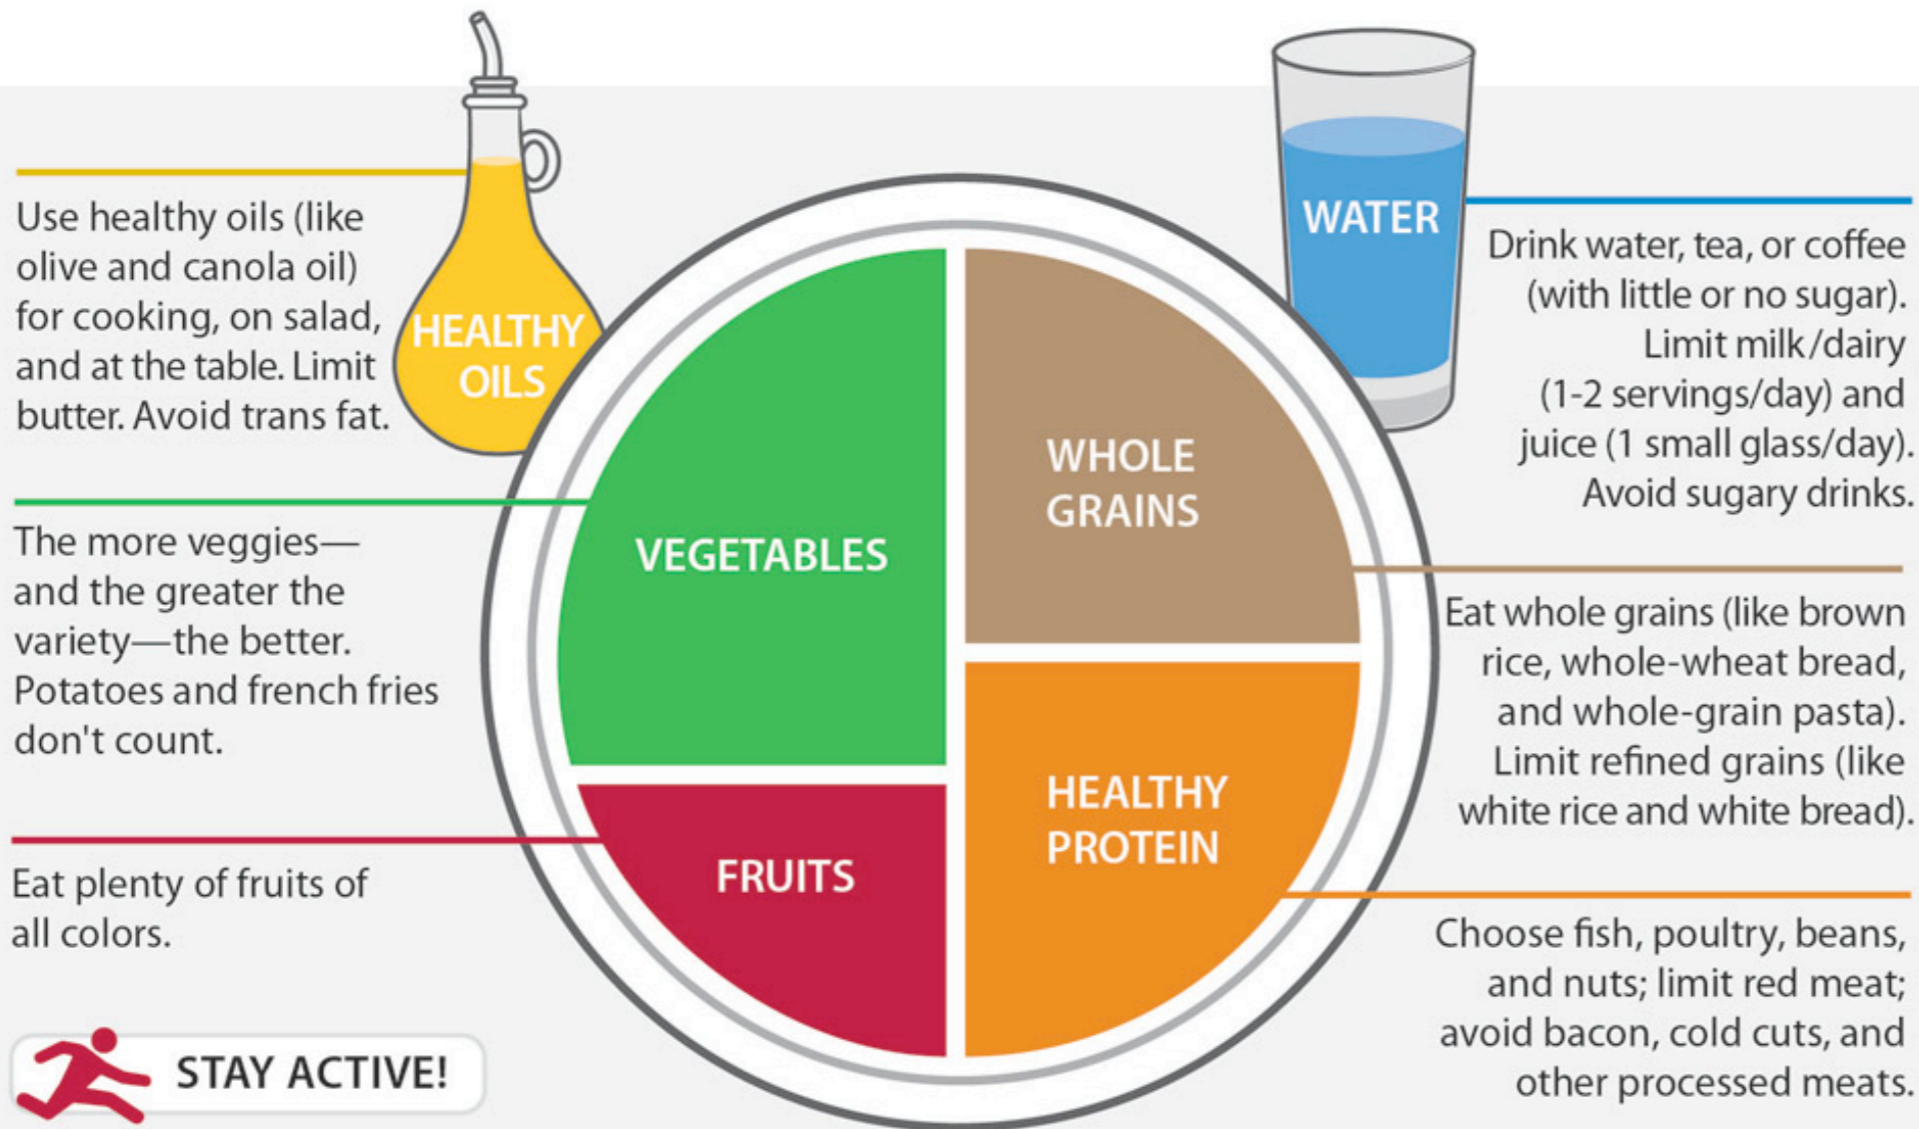 HEALTHY
OILS
Use healthy oils (like
olive and canola oil)
for cooking, on salad,
and at the table. Limit
butter. Avoid trans fat.
VEGETABLES
The more veggies—
and the greater the
variety—the better.
Potatoes and french fries
don't count.
FRUITS
Eat plenty of fruits of
all colors.
STAY ACTIVE!
WATER
Drink water, tea, or coffee
(with little or no sugar).
Limit milk/dairy
(1-2 servings/day) and
juice (1 small glass/day).
Avoid sugary drinks.
WHOLE
GRAINS
Eat whole grains (like brown
rice, whole-wheat bread,
and whole-grain pasta).
Limit refined grains (like
white rice and white bread).
HEALTHY
PROTEIN
Choose fish, poultry, beans,
and nuts; limit red meat;
avoid bacon, cold cuts, and
other processed meats.